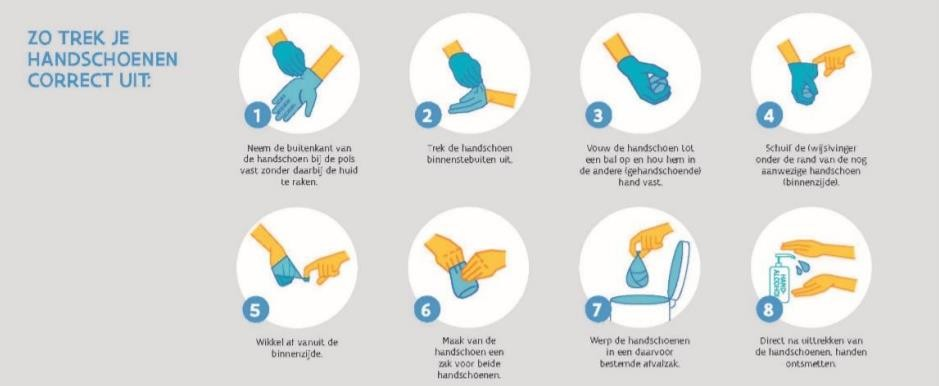 ZO TREK JE
HANDSCHOENEN
CORRECT UIT:
1
Neem de buitenkant van
de handschoen bij de pols
vast zonder daarbij de huid
te raken.
2
Trek de handschoen
binnenstebuiten uit.
3
Vouw de handschoen tot
een bal op en hou hem in
de andere (gehandschoende)
hand vast.
4
Schuif de (wijs)vinger
onder de rand van de nog
aanwezige handschoen
(binnenzijde).
5
Wikkel af vanuit de
binnenzijde.
6
Maak van de
handschoen een
zak voor beide
handschoenen.
7
Werp de handschoenen
in een daarvoor
bestemde afvalzak.
HAND-
ALCOHOL
8
Direct na uittrekken van
de handschoenen, handen
ontsmetten.